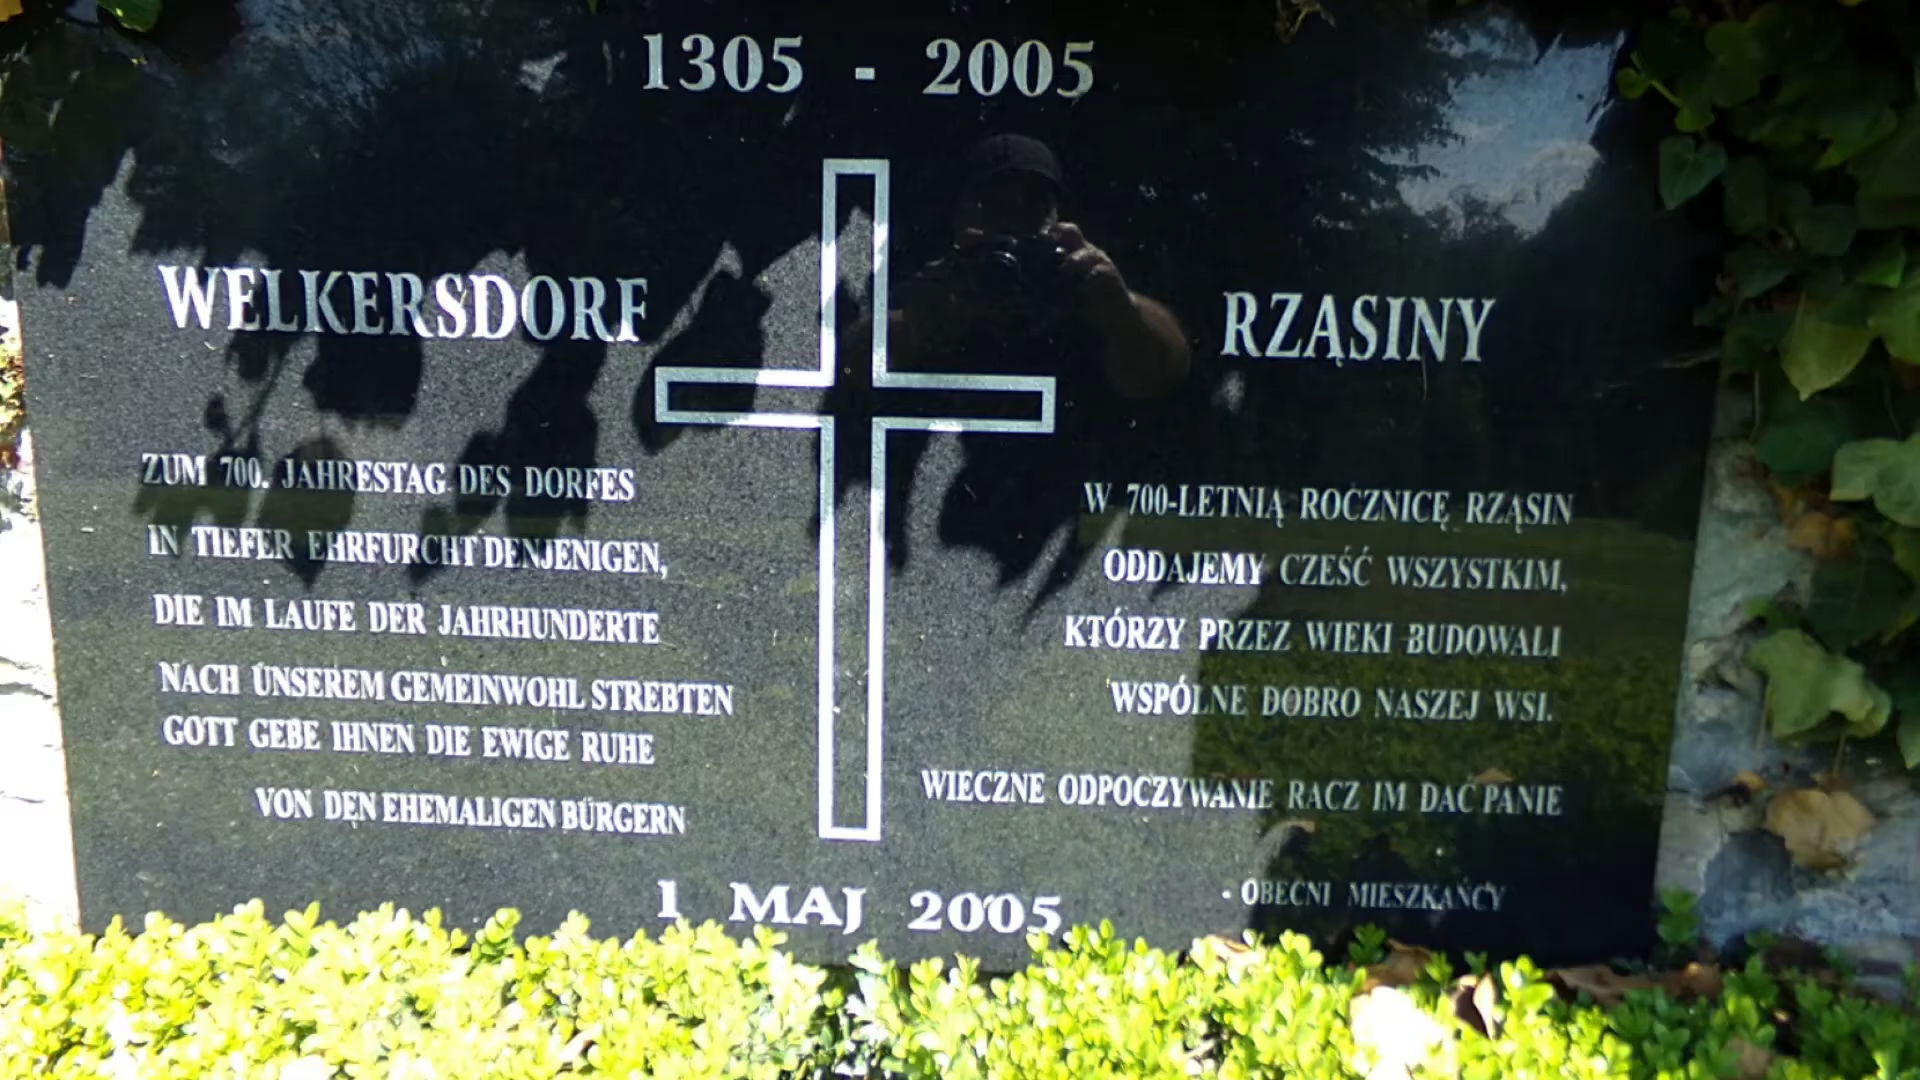 1305 - 2005
WELKERSDORF
ZUM 700. JAHRESTAG DES DORFES
IN TIEFER EHRFURCHT DENJENIGEN,
DIE IM LAUFE DER JAHRHUNDERTE
NACH UNSEREM GEMEINWOHL STREBTEN
GOTT GEBE IHNEN DIE EWIGE RUHE
VON DEN EHEMALIGEN BÜRGERN
RZĄSINY
W 700-LETNIĄ ROCZNICĘ RZĄSIN
ODDAJEMY CZEŚĆ WSZYSTKIM,
KTÓRZY PRZEZ WIEKI BUDOWALI
WSPÓLNE DOBRO NASZEJ WSI.
WIECZNE ODPOCZYWANIE RACZ IM DAĆ PANIE
- OBECNI MIESZKAŃCY
1 MAJ 2005